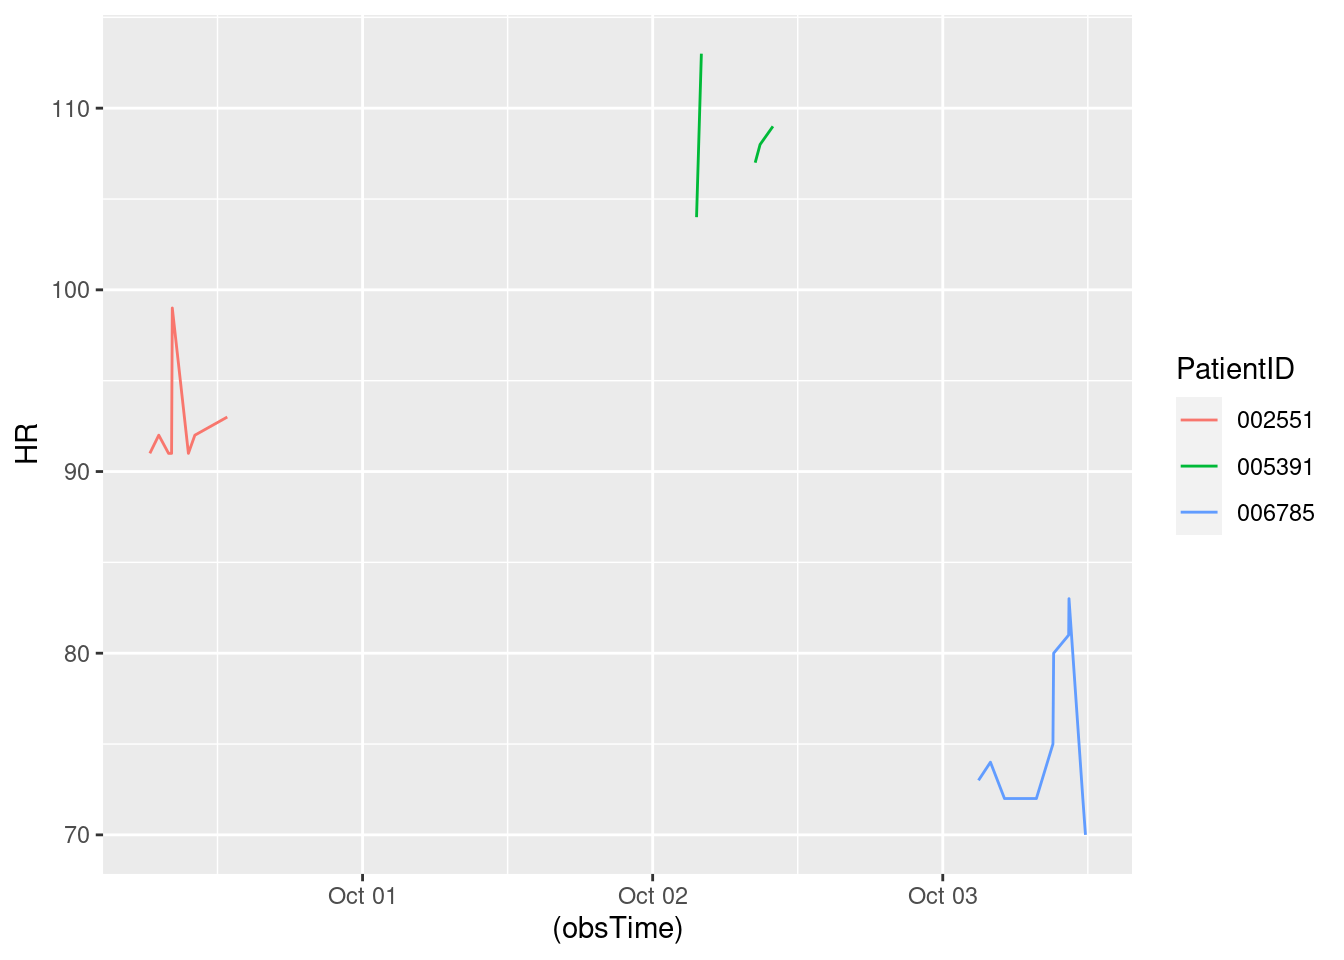 HR
110
100
90
80
70
Oct 01
Oct 02
Oct 03
(obsTime)
PatientID
002551
005391
006785